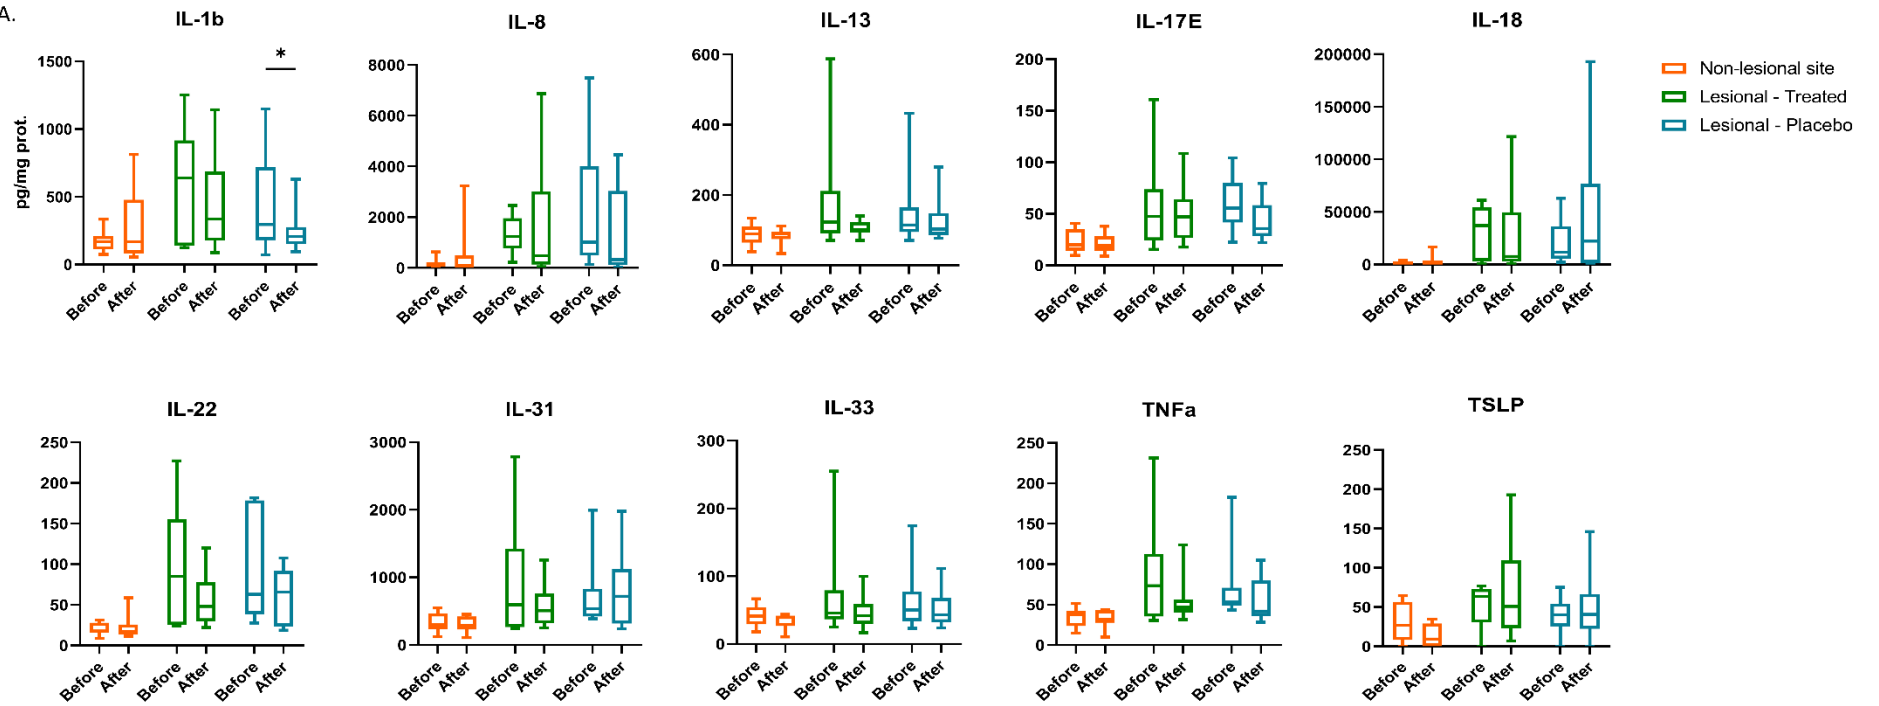 A.
IL-1b
IL-8
IL-13
IL-17E
IL-18
pg/mg prot.
1500
1000
500
0
*
Before
After
Before
After
Before
After
8000
6000
4000
2000
0
Before
After
Before
After
Before
After
600
400
200
0
Before
After
Before
After
Before
After
200
150
100
50
0
Before
After
Before
After
Before
After
200000
150000
100000
50000
0
Before
After
Before
After
Before
After
Non-lesional site
Lesional - Treated
Lesional - Placebo
IL-22
IL-31
IL-33
TNFa
TSLP
250
200
150
100
50
0
Before
After
Before
After
Before
After
3000
2000
1000
0
Before
After
Before
After
Before
After
300
200
100
0
Before
After
Before
After
Before
After
250
200
150
100
50
0
Before
After
Before
After
Before
After
250
200
150
100
50
0
Before
After
Before
After
Before
After